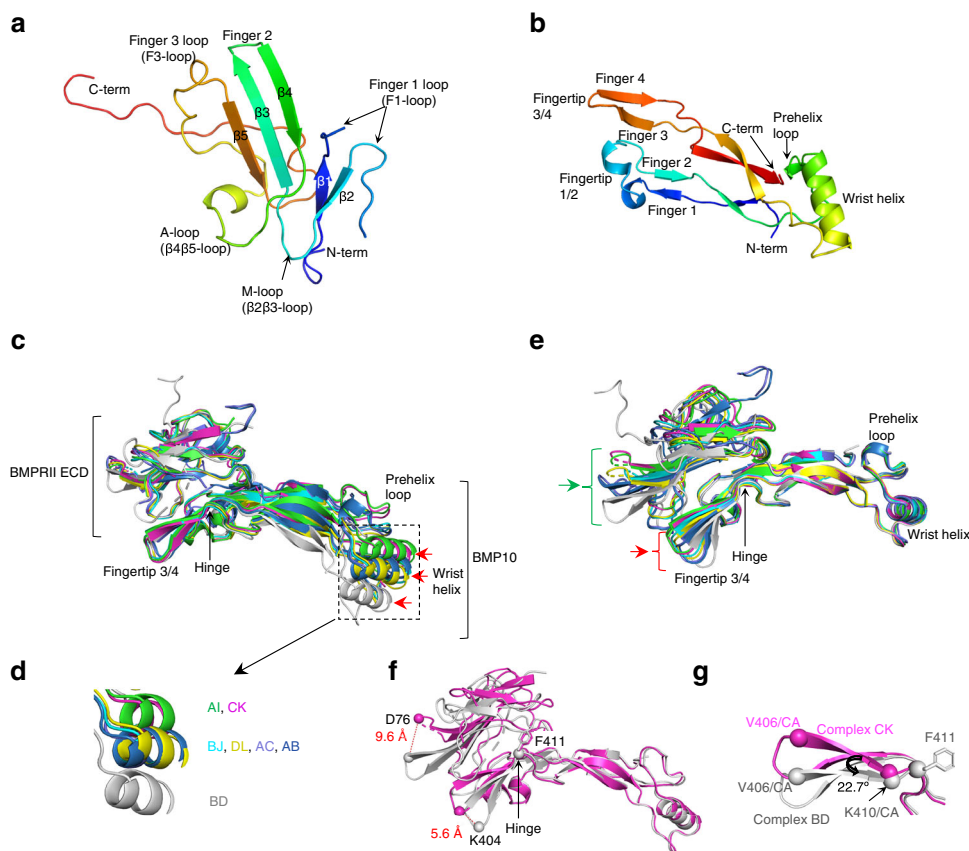 a
Finger 3 loop
(F3-loop)
Finger 2
Finger 1 loop
(F1-loop)
C-term
β4
β3
β5
β1
β2
A-loop
(β4β5-loop)
N-term
M-loop
(β2β3-loop)
b
Finger 4
Fingertip
3/4
C-term
Prehelix
loop
Finger 3
Finger 2
Fingertip
1/2
Finger 1
Wrist helix
N-term
c
BMPRII ECD
Prehelix
loop
BMP10
Wrist
helix
Hinge
Fingertip 3/4
e
Prehelix
loop
Hinge
Wrist helix
Fingertip 3/4
d
AI, CK
BJ, DL, AC, AB
BD
f
D76
9.6 Å
F411
Hinge
5.6 Å
K404
g
V406/CA
Complex CK
F411
V406/CA
22.7°
K410/CA
Complex BD